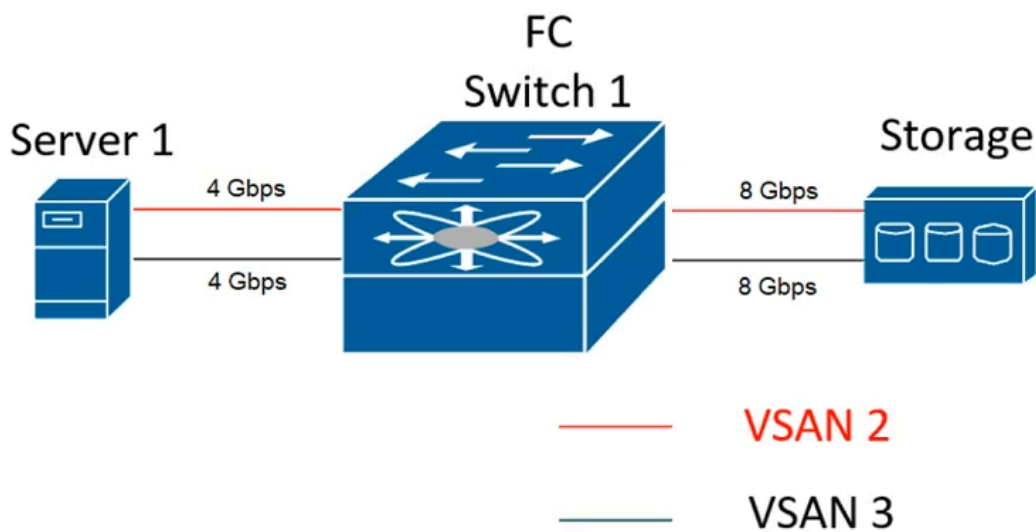 FC
Switch 1
Server 1
Storage
4 Gbps
8 Gbps
4 Gbps
8 Gbps
VSAN 2
VSAN 3